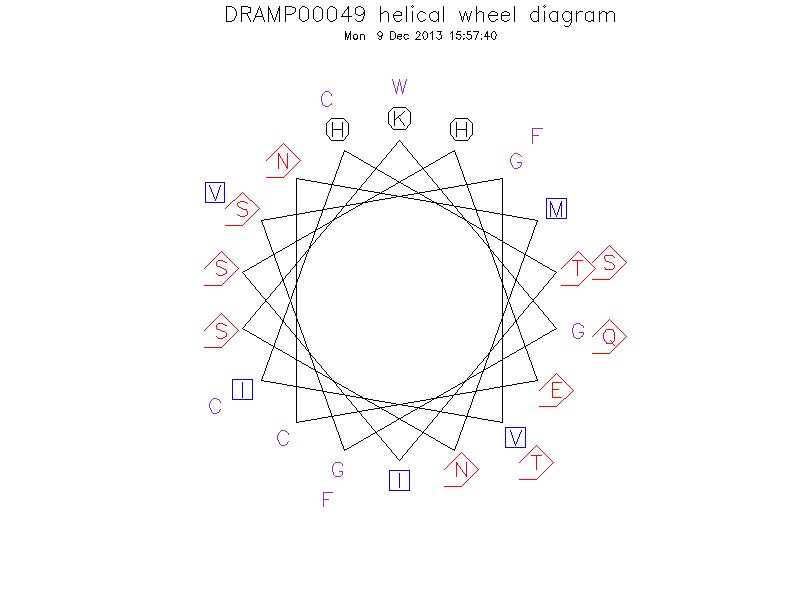 DRAMP00049 helical wheel diagram
Mon 9 Dec 2013 15:57:40
W
C
H K H
F
N G
V S M
S T S
S G Q
I E
C
C V
T
G I N
F